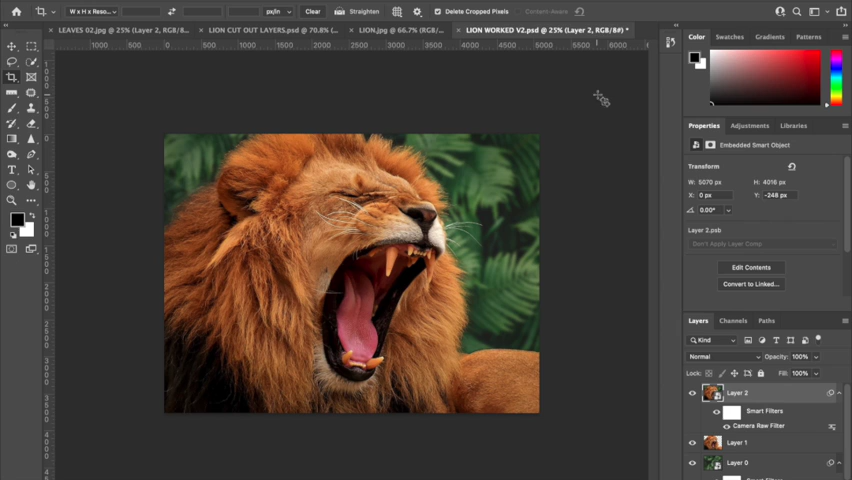 W x H x Reso... px/in Clear Straighten Delete Cropped Pixels Content-Aware
LEAVES 02.jpg @ 25% (Layer 2, RGB/8... LION CUT OUT LAYERS.psd @ 70.8% (... LION.jpg @ 66.7% (RGB/... LION WORKED V2.psd @ 25% (Layer 2, RGB/8#) *
1000 0 500 1000 1500 2000 2500 3000 3500 4000 4500 5000 5500 6000
Color Swatches Gradients Patterns
Properties Adjustments Libraries
Embedded Smart Object
Transform
W: 5070 px H: 4016 px
X: 0 px Y: -248 px
0.00°
Layer 2.psb
Don't Apply Layer Comp
Edit Contents
Convert to Linked...
Layers Channels Paths
Kind
Normal Opacity: 100%
Lock: Fill: 100%
Layer 2
Smart Filters
Camera Raw Filter
Layer 1
Layer 0